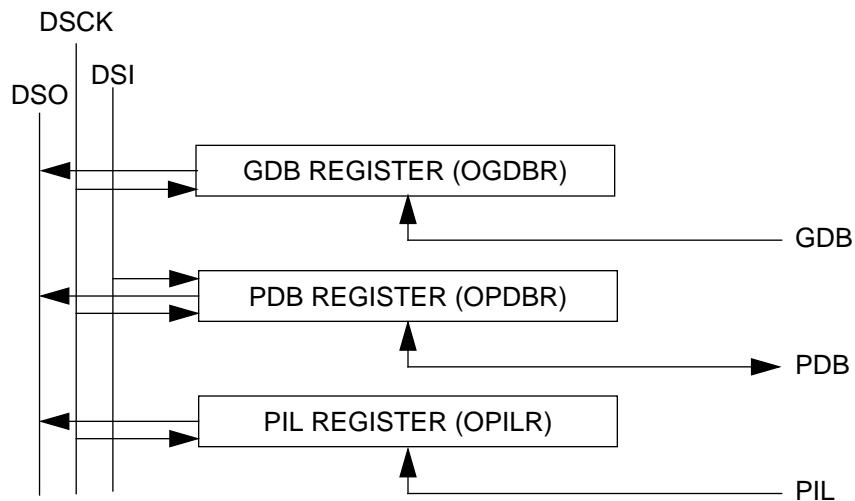 DSCK
DSI
DSO
GDB REGISTER (OGDBR)
GDB
PDB REGISTER (OPDBR)
PDB
PIL REGISTER (OPILR)
PIL